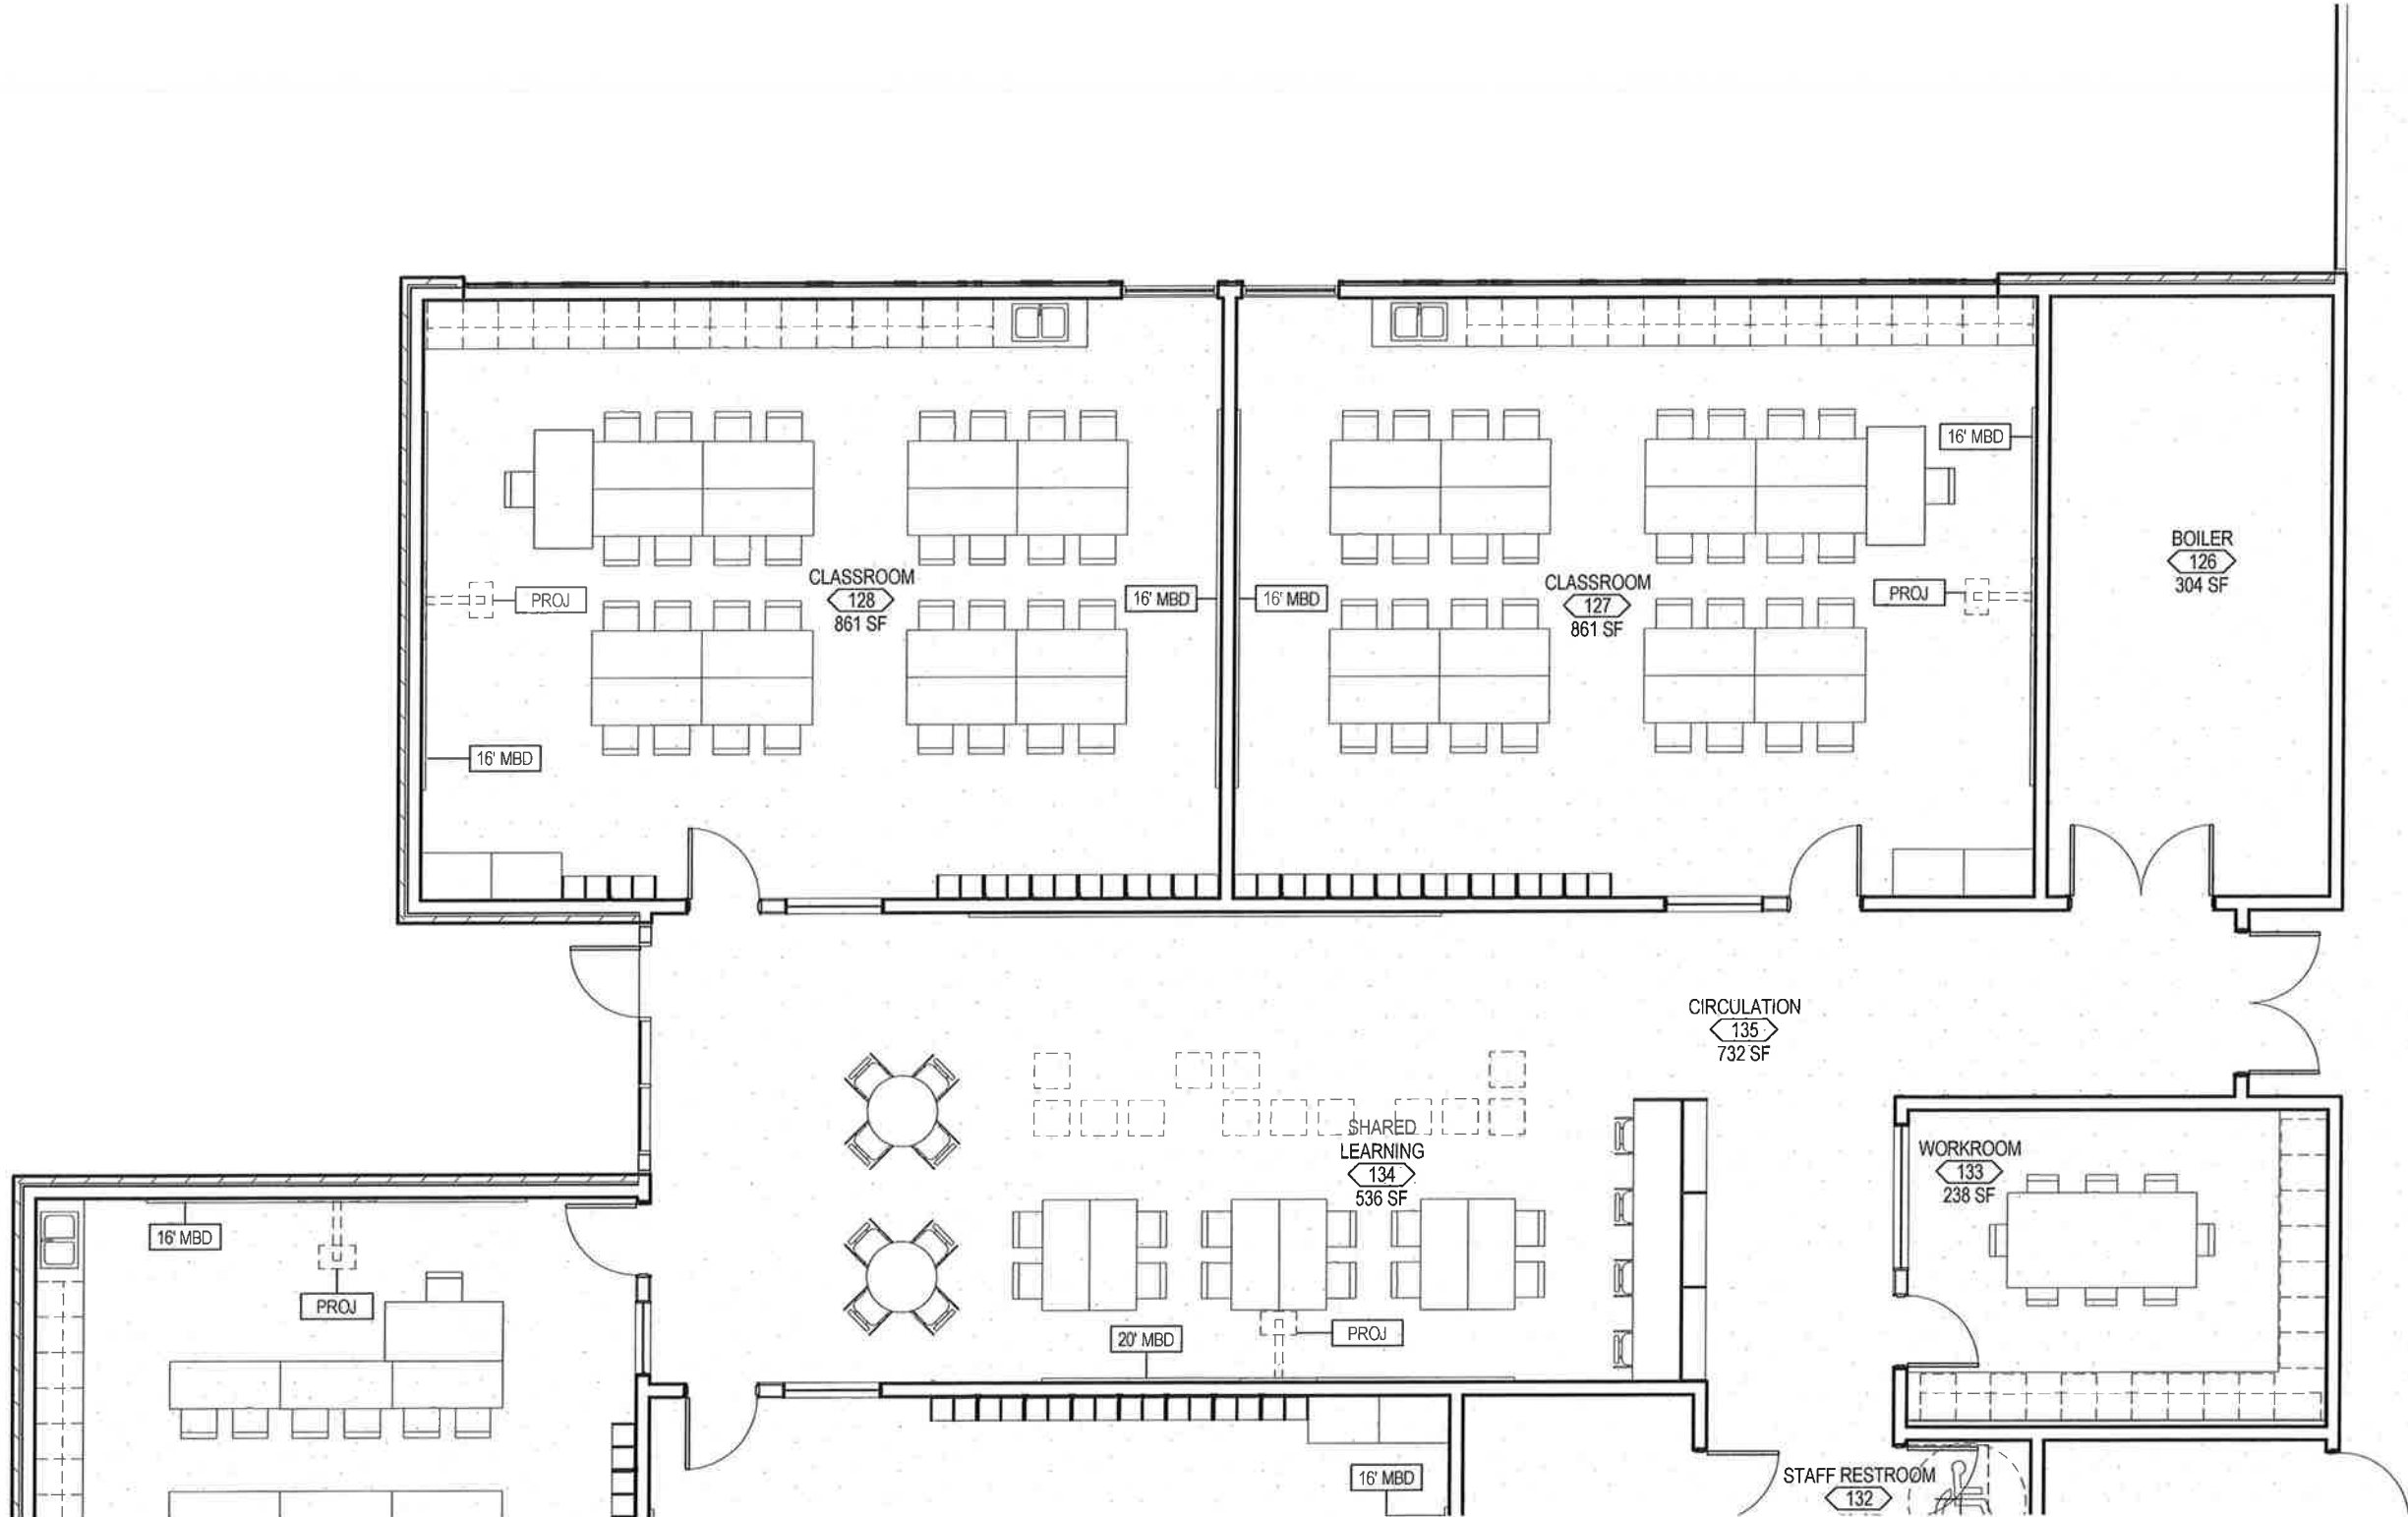 16' MBD
BOILER
126
304 SF
CLASSROOM
128
861 SF
CLASSROOM
127
861 SF
PROJ
16' MBD
16' MBD
PROJ
16' MBD
CIRCULATION
135
732 SF
SHARED
LEARNING
134
536 SF
WORKROOM
133
238 SF
16' MBD
PROJ
20' MBD
PROJ
16' MBD
STAFF RESTROOM
132